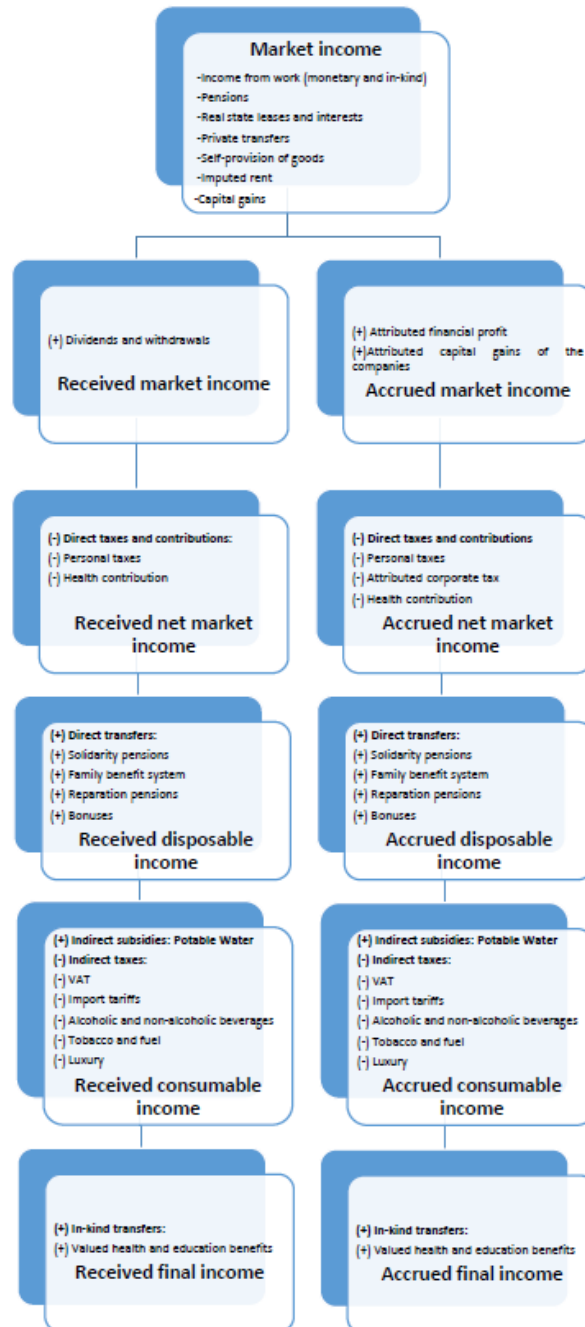 Market income
-Income from work (monetary and in-kind)
-Pensions
-Real state leases and interests
-Private transfers
-Self-provision of goods
-Imputed rent
-Capital gains
(+) Dividends and withdrawals
Received market income
(+) Attributed financial profit
(+)Attributed capital gains of the
companies
Accrued market income
(-) Direct taxes and contributions:
(-) Personal taxes
(-) Health contribution
Received net market
income
(-) Direct taxes and contributions
(-) Personal taxes
(-) Attributed corporate tax
(-) Health contribution
Accrued net market
income
(+) Direct transfers:
(+) Solidarity pensions
(+) Family benefit system
(+) Reparation pensions
(+) Bonuses
Received disposable
income
(+) Direct transfers:
(+) Solidarity pensions
(+) Family benefit system
(+) Reparation pensions
(+) Bonuses
Accrued disposable
income
(+) Indirect subsidies: Potable Water
(-) Indirect taxes:
(-) VAT
(-) Import tariffs
(-) Alcoholic and non-alcoholic beverages
(-) Tobacco and fuel
(-) Luxury
Received consumable
income
(+) Indirect subsidies: Potable Water
(-) Indirect taxes:
(-) VAT
(-) Import tariffs
(-) Alcoholic and non-alcoholic beverages
(-) Tobacco and fuel
(-) Luxury
Accrued consumable
income
(+) In-kind transfers:
(+) Valued health and education benefits
Received final income
(+) In-kind transfers:
(+) Valued health and education benefits
Accrued final income